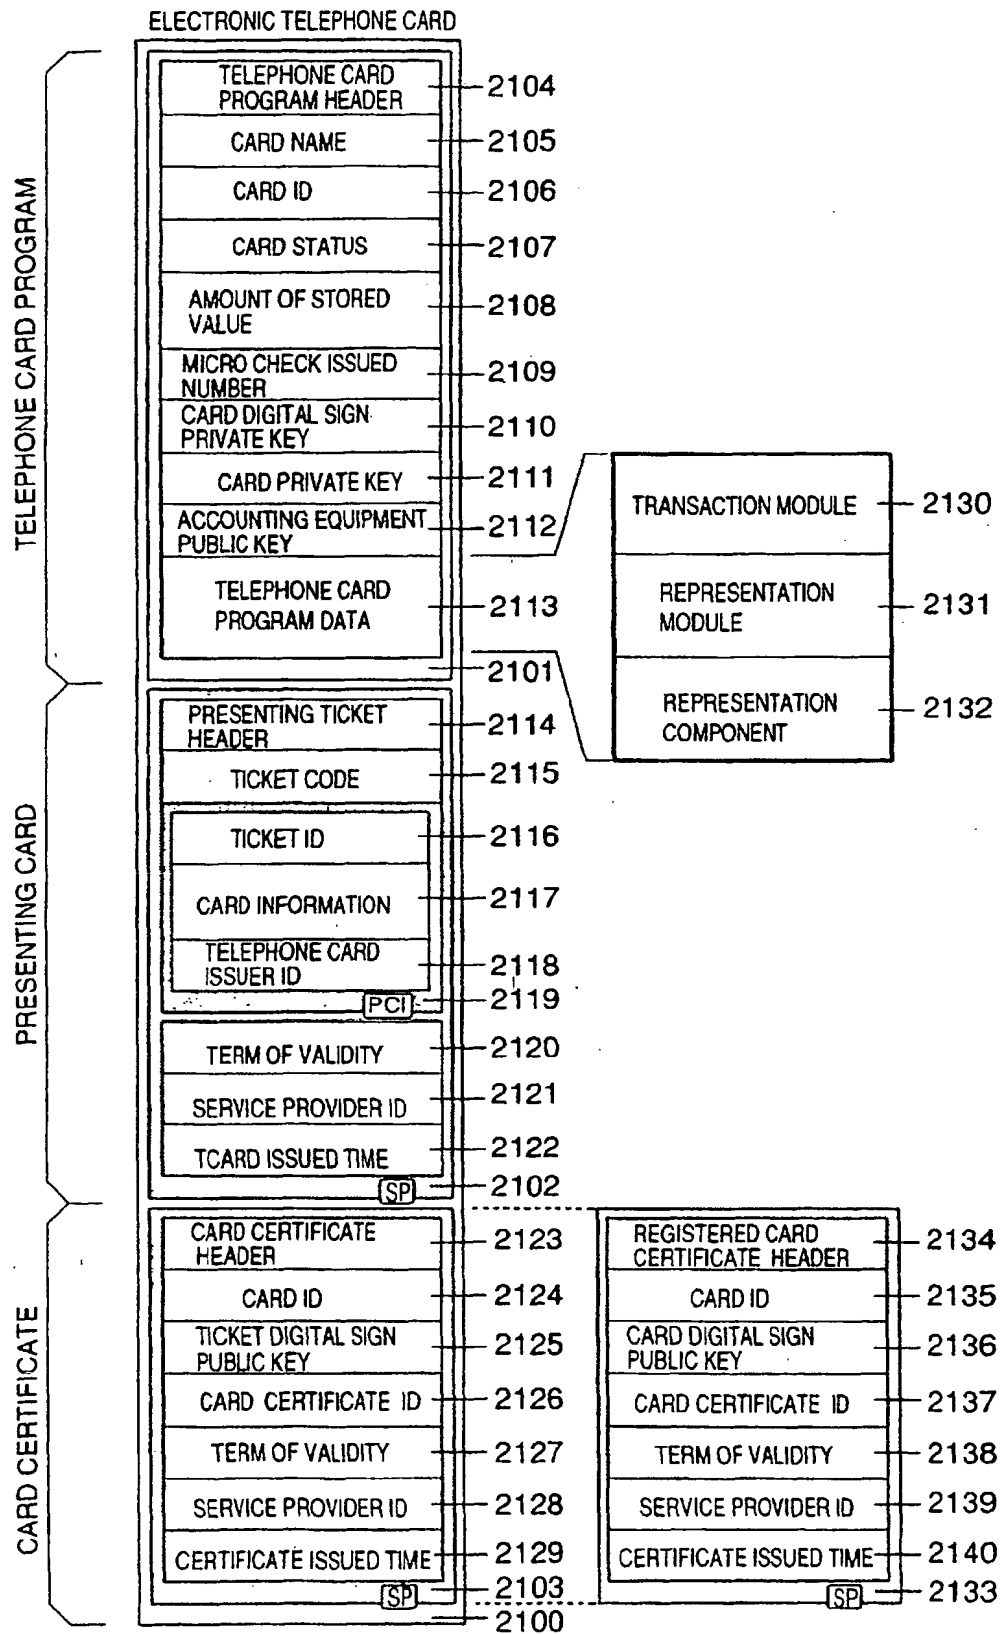 ELECTRONIC TELEPHONE CARD
TELEPHONE CARD PROGRAM
TELEPHONE CARD
PROGRAM HEADER
2104
CARD NAME
2105
CARD ID
2106
CARD STATUS
2107
AMOUNT OF STORED
VALUE
2108
MICRO CHECK ISSUED
NUMBER
2109
CARD DIGITAL SIGN
PRIVATE KEY
2110
CARD PRIVATE KEY
2111
ACCOUNTING EQUIPMENT
PUBLIC KEY
2112
TELEPHONE CARD
PROGRAM DATA
2113
2101
TRANSACTION MODULE
2130
REPRESENTATION
MODULE
2131
REPRESENTATION
COMPONENT
2132
PRESENTING CARD
PRESENTING TICKET
HEADER
2114
TICKET CODE
2115
TICKET ID
2116
CARD INFORMATION
2117
TELEPHONE CARD
ISSUER ID
2118
PCI
2119
TERM OF VALIDITY
2120
SERVICE PROVIDER ID
2121
TCARD ISSUED TIME
2122
SP
2102
CARD CERTIFICATE
CARD CERTIFICATE
HEADER
2123
CARD ID
2124
TICKET DIGITAL SIGN
PUBLIC KEY
2125
CARD CERTIFICATE ID
2126
TERM OF VALIDITY
2127
SERVICE PROVIDER ID
2128
CERTIFICATE ISSUED TIME
2129
SP
2103
2100
REGISTERED CARD
CERTIFICATE HEADER
2134
CARD ID
2135
CARD DIGITAL SIGN
PUBLIC KEY
2136
CARD CERTIFICATE ID
2137
TERM OF VALIDITY
2138
SERVICE PROVIDER ID
2139
CERTIFICATE ISSUED TIME
2140
SP
2133